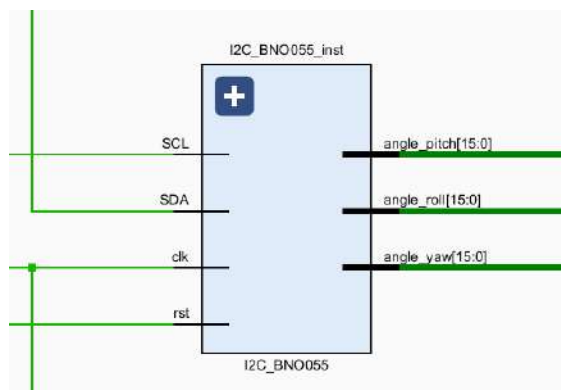 I2C_BNO055_inst
SCL
angle_pitch[15:0]
SDA
angle_roll[15:0]
clk
angle_yaw[15:0]
rst
I2C_BNO055